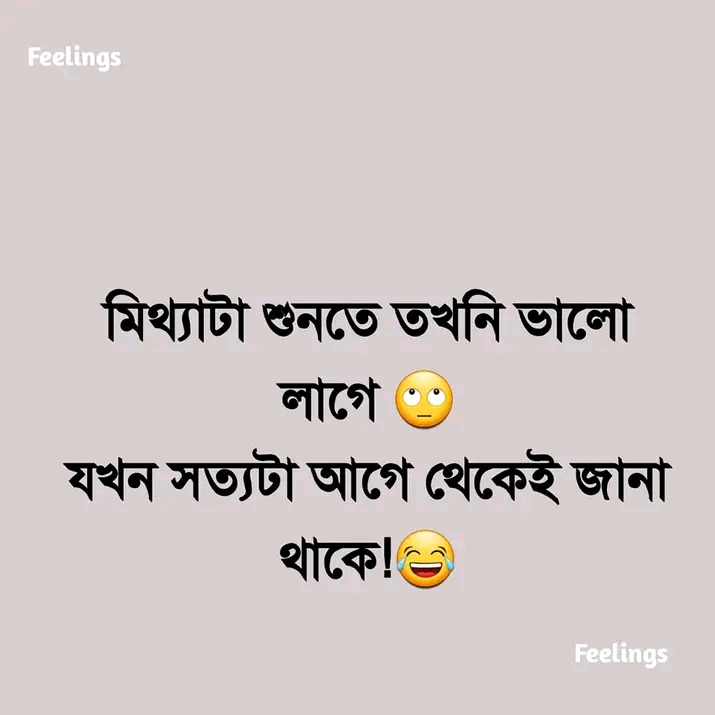 Feelings
মিথ্যাটা শুনতে তখনি ভালো
লাগে 🙄
যখন সত্যটা আগে থেকেই জানা
থাকে!😂
Feelings